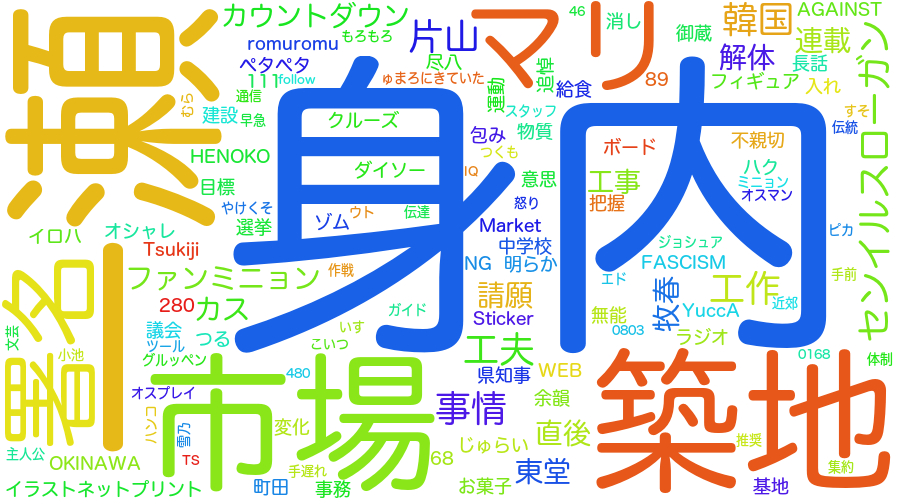 瀬一
身内
マリ
築地
市場
署名
カウントダウン
片山
46
消し
韓国
AGAINST
もろもろ
romuromu
ペタペタ
尽八
追悼
御蔵
連載
解体
長話
111
follow
ゅまろにきていた
運動
給食
89
フィギュア
入れ
むら
通信
建設
早急
クルーズ
スタッフ
包み
物質
すそ
伝統
センイルスローガン
不親切
ボード
つくも
HENOKO
ダイソー
IQ
意思
工事
ハク
ミニョン
オスマン
目標
やけくそ
ウト
伝達
怒り
把握
選挙
ゾム
Market
オシャレ
イロハ
Tsukiji
中学校
ジョシュア
ピカ
ファンミニョン
作戦
NG
明らか
FASCISM
エド
手前
280
カス
ガイド
請願
牧春
工作
近郊
YuccA
Sticker
無能
0803
ラジオ
文芸
議会
つる
いす
こいつ
ツール
小池
グルッペン
工夫
0168
体制
480
県知事
WEB
オスプレイ
事情
余韻
ハンコ
雪乃
変化
直後
推奨
主人公
OKINAWA
TS
手遅れ
68
じゅらい
東堂
集約
イラストネットプリント
町田
事務
お菓子
基地